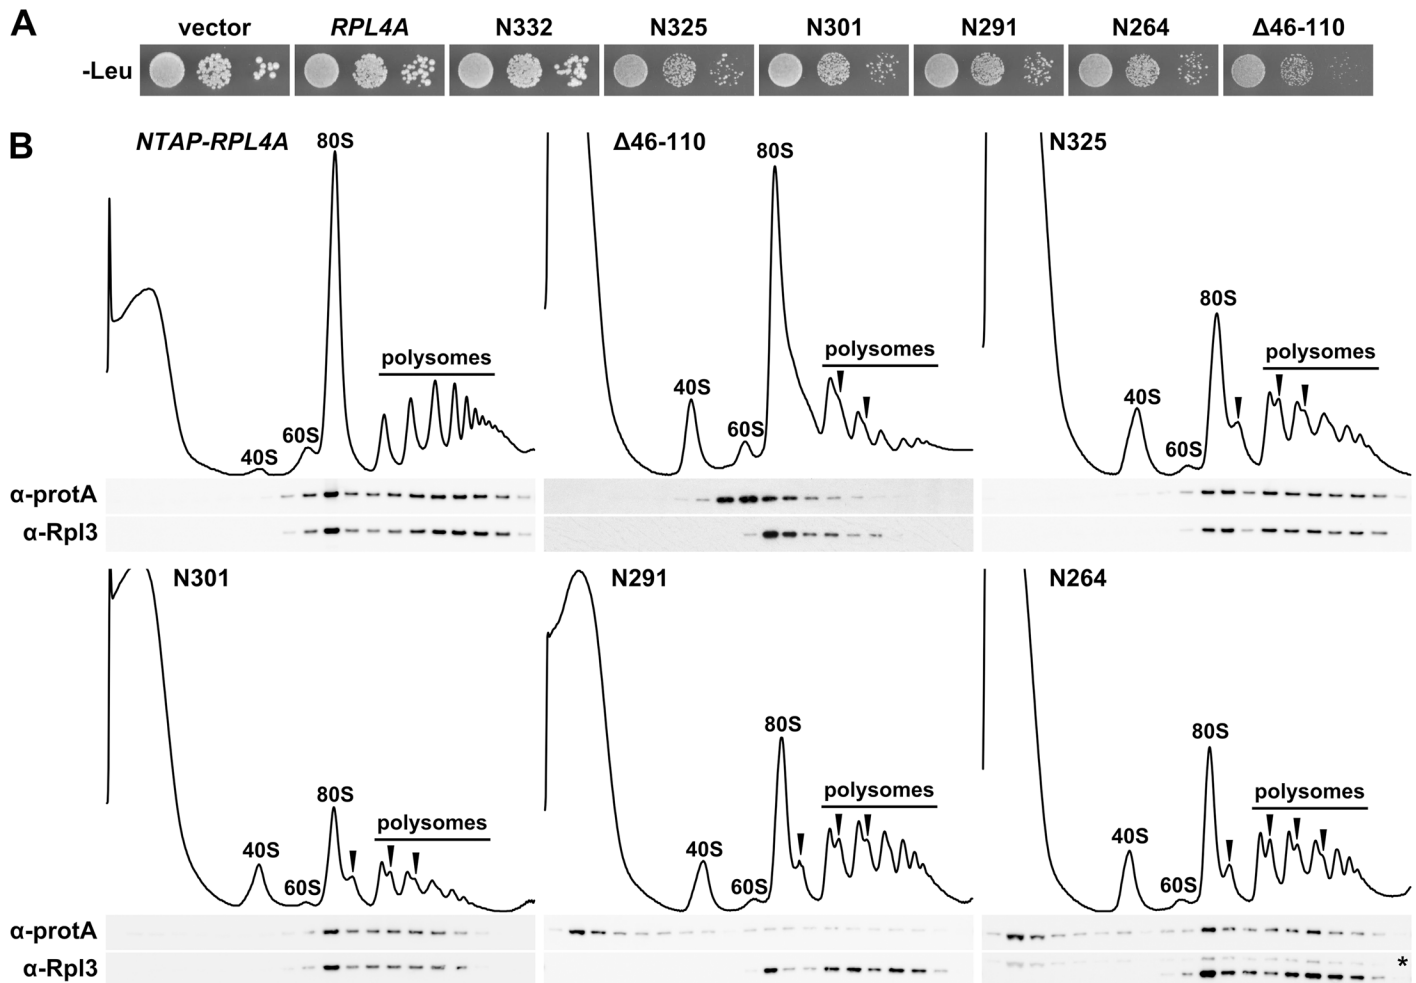 A
vector RPL4A N332 N325 N301 N291 N264 Δ46-110
-Leu
B
NTAP-RPL4A 80S Δ46-110 80S N325
80S
polysomes polysomes polysomes
40S 60S 40S 60S 40S 60S
α-protA
α-Rpl3
N301 N291 N264
80S 80S 80S
polysomes polysomes polysomes
40S 60S 40S 60S 40S 60S
α-protA
α-Rpl3 *